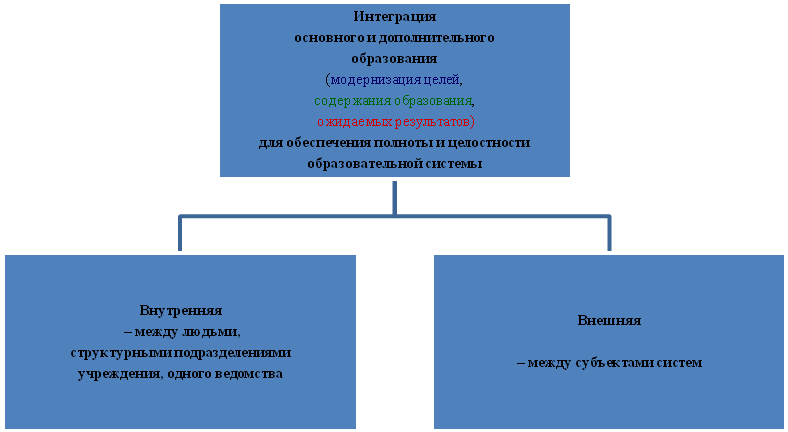 Интеграция
основного и дополнительного
образования
(модернизация целей,
содержания образования,
ожидаемых результатов)
для обеспечения полноты и целостности
образовательной системы
Внутренняя
– между людьми,
структурными подразделениями
учреждения, одного ведомства
Внешняя
– между субъектами систем